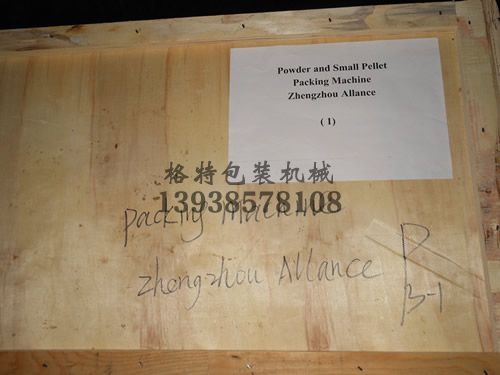 Powder and Small Pellet
Packing Machine
Zhengzhou Allance
( 1 )
格特包装机械
13938578108
packing Machine
zhengzhou Allance
P
B-1